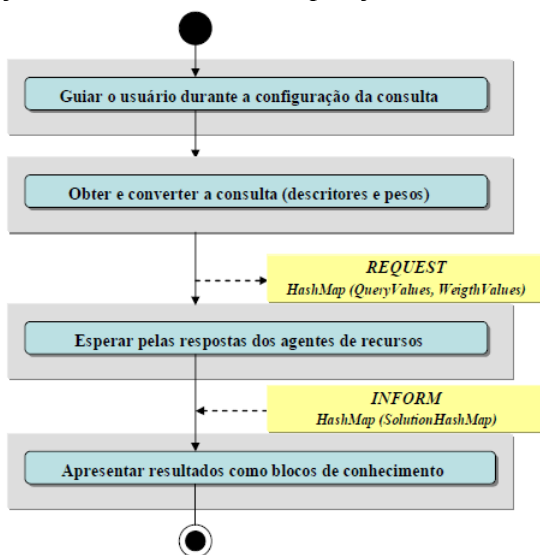 Guiar o usuário durante a configuração da consulta
Obter e converter a consulta (descritores e pesos)
REQUEST
HashMap (QueryValues, WeigthValues)
Esperar pelas respostas dos agentes de recursos
INFORM
HashMap (SolutionHashMap)
Apresentar resultados como blocos de conhecimento